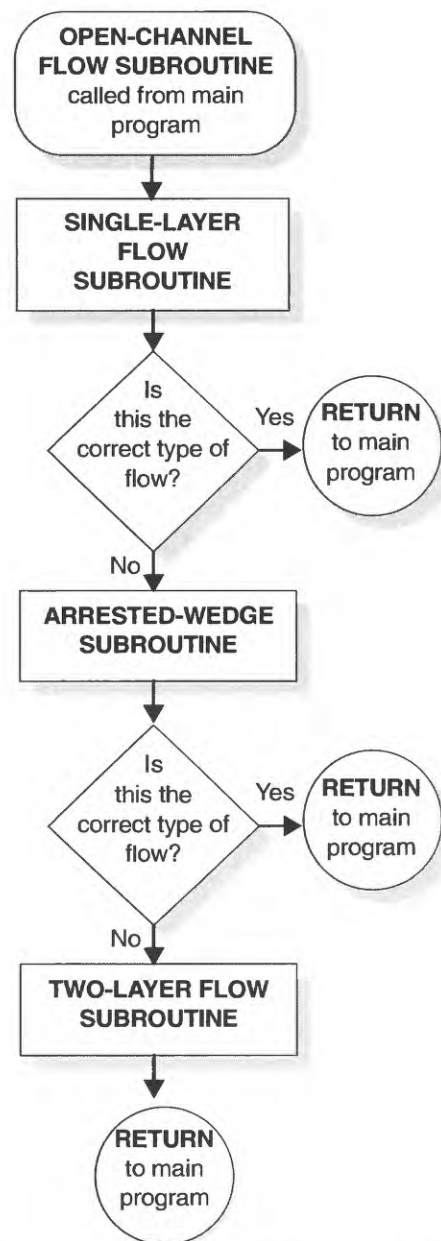 OPEN-CHANNEL
FLOW SUBROUTINE
called from main
program
SINGLE-LAYER
FLOW
SUBROUTINE
Is
this the
correct type of
flow?
Yes
RETURN
to main
program
No
ARRESTED-WEDGE
SUBROUTINE
Is
this the
correct type of
flow?
Yes
RETURN
to main
program
No
TWO-LAYER FLOW
SUBROUTINE
RETURN
to main
program